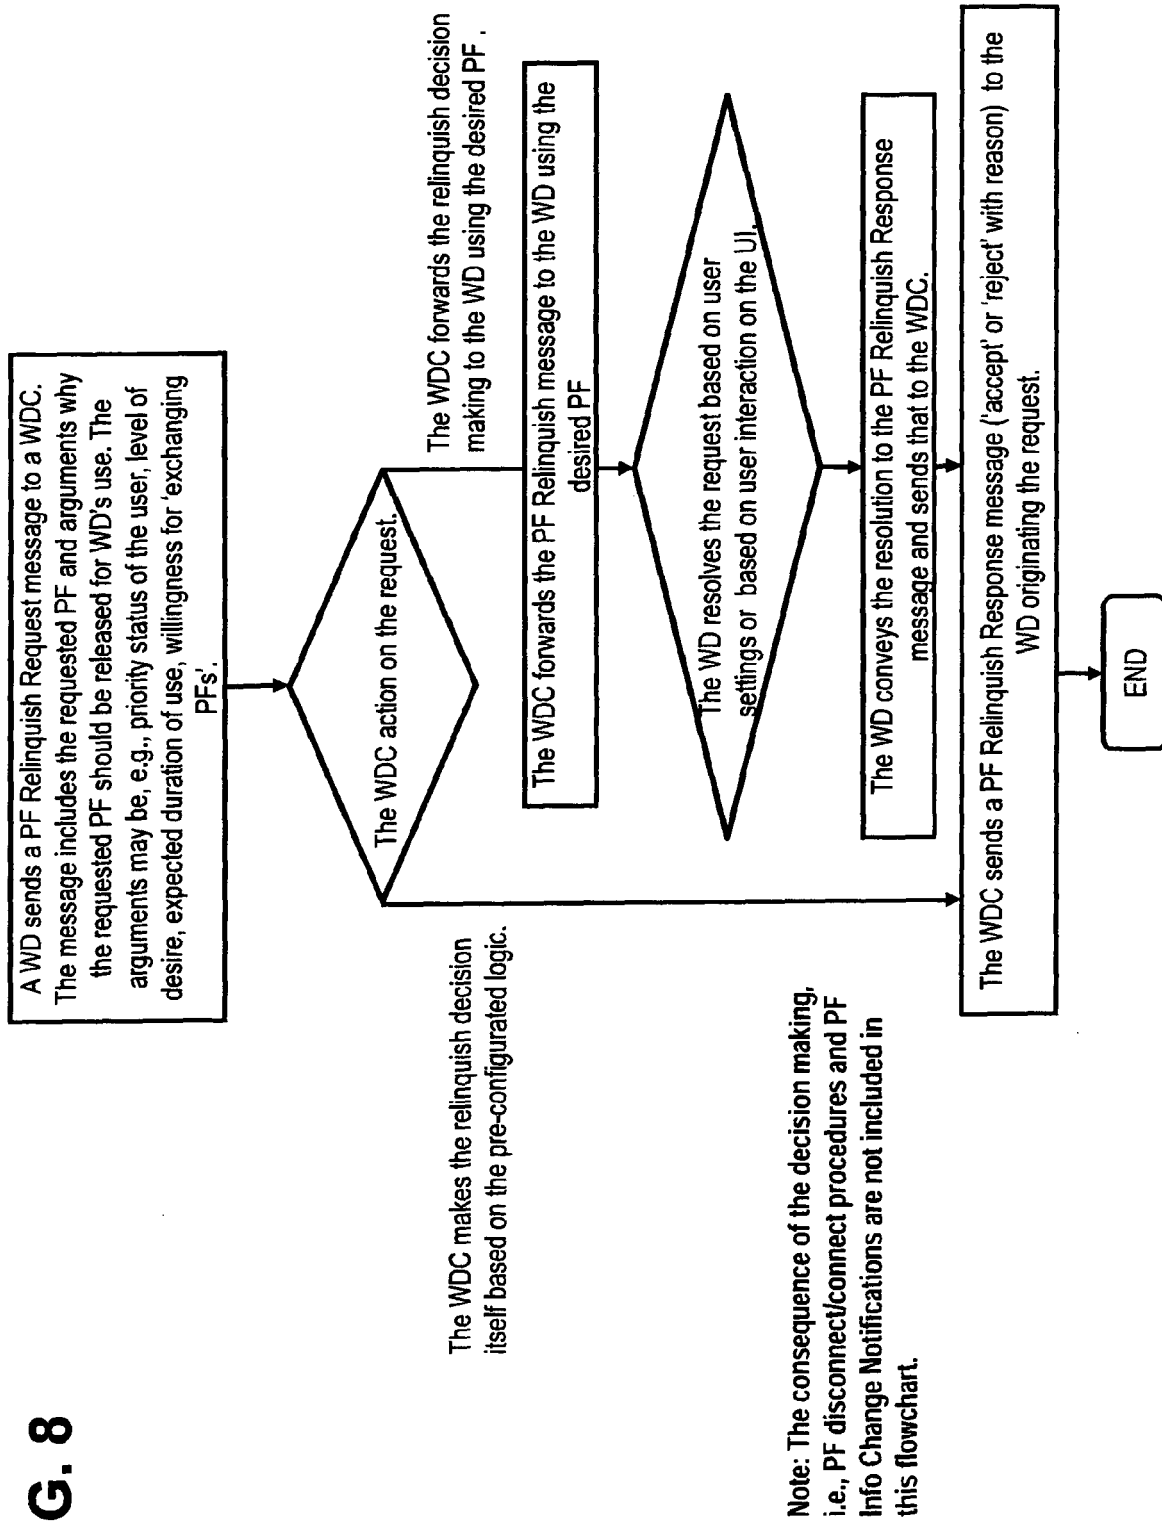 G. 8
A WD sends a PF Relinquish Request message to a WDC.
The message includes the requested PF and arguments why
the requested PF should be released for WD's use. The
arguments may be, e.g., priority status of the user, level of
desire, expected duration of use, willingness for 'exchanging
PFs'.
The WDC action on the request.
The WDC makes the relinquish decision
itself based on the pre-configurated logic.
The WDC forwards the relinquish decision
making to the WD using the desired PF .
The WDC forwards the PF Relinquish message to the WD using the
desired PF
The WD resolves the request based on user
settings or based on user interaction on the UI.
The WD conveys the resolution to the PF Relinquish Response
message and sends that to the WDC.
Note: The consequence of the decision making,
i.e., PF disconnect/connect procedures and PF
Info Change Notifications are not included in
this flowchart.
The WDC sends a PF Relinquish Response message ('accept' or 'reject' with reason) to the
WD originating the request.
END